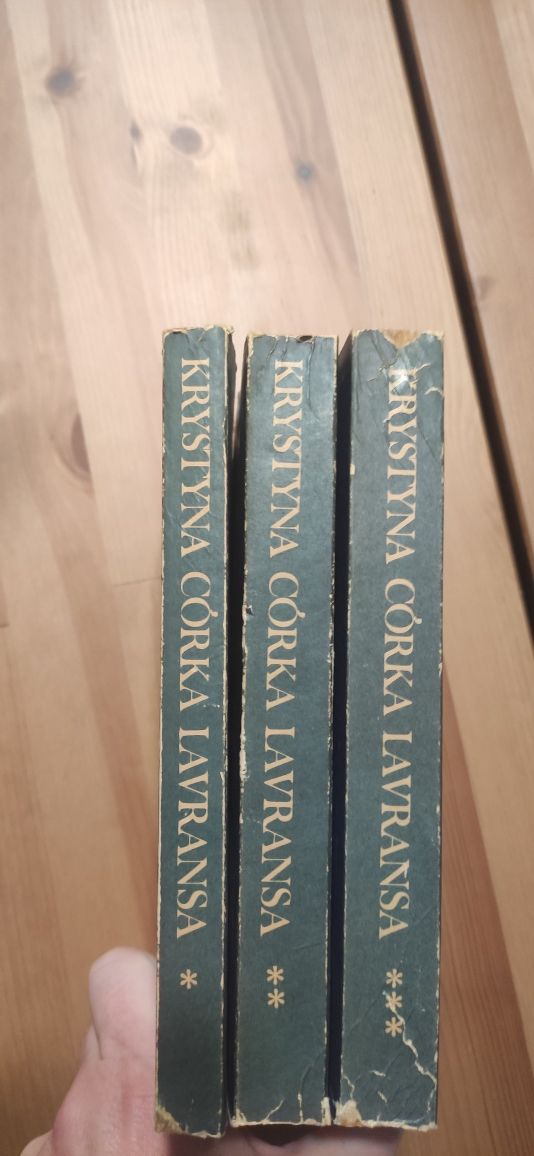 KRYSTYNA CÓRKA LAVRANSA *
KRYSTYNA CÓRKA LAVRANSA **
KRYSTYNA CÓRKA LAVRANSA ***